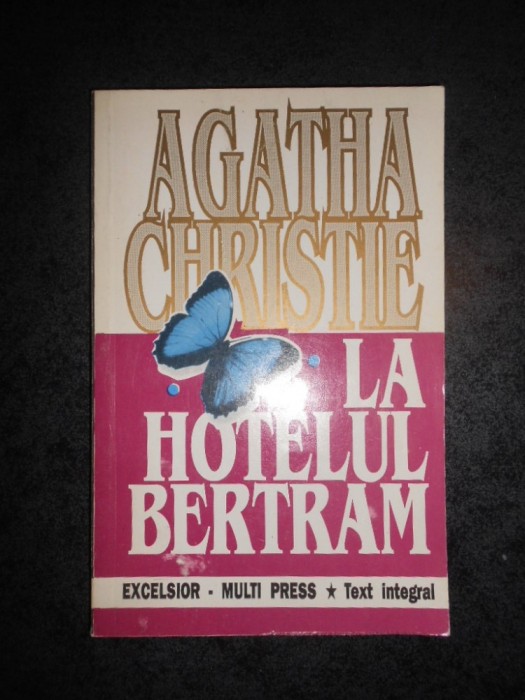 AGATHA
CHRISTIE
LA
HOTELUL
BERTRAM
EXCELSIOR - MULTI PRESS ★ Text integral